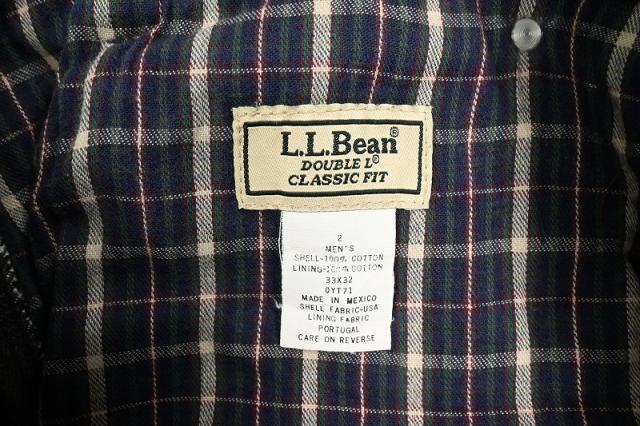 L.L.Bean®
DOUBLE L®
CLASSIC FIT
2
MEN'S
SHELL-100% COTTON
LINING-100% COTTON
33X32
0YT71
MADE IN MEXICO
SHELL FABRIC-USA
LINING FABRIC
PORTUGAL
CARE ON REVERSE